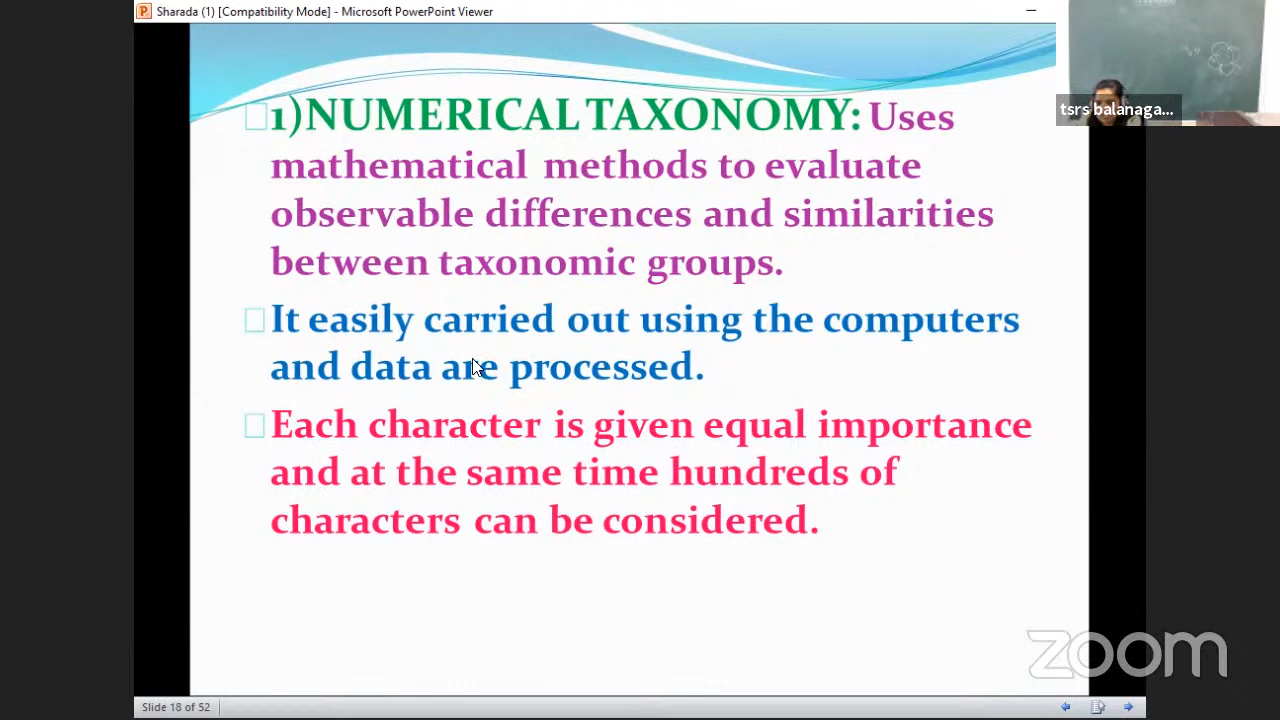 Sharada (1) [Compatibility Mode] - Microsoft PowerPoint Viewer
tsrs balanaga...
1)NUMERICAL TAXONOMY: Uses
mathematical methods to evaluate
observable differences and similarities
between taxonomic groups.
It easily carried out using the computers
and data are processed.
Each character is given equal importance
and at the same time hundreds of
characters can be considered.
zoom
Slide 18 of 52